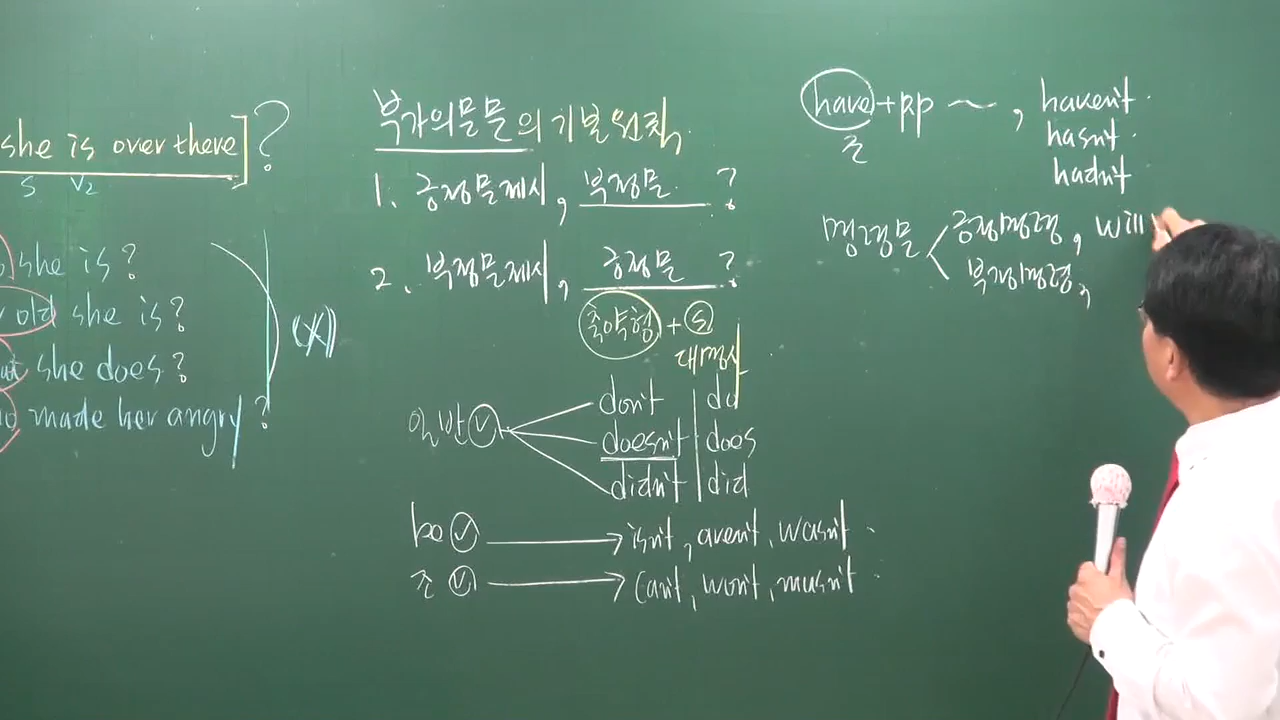 she is over there] ?
s v2
she is?
old she is?
she does?
made her angry?
(X)
부가의문문의 기본원칙
1. 긍정문제시, 부정문 ?
2. 부정문제시, 긍정문 ?
축약형 + 주
대명사
일반 ✓
don't do
doesn't does
didn't did
be ✓ → isn't, aren't, wasn't
조 ✓ → can't, won't, musn't
have + pp ~ , haven't
조
hasn't
hadn't
명령문 < 긍정명령, will
부정명령,